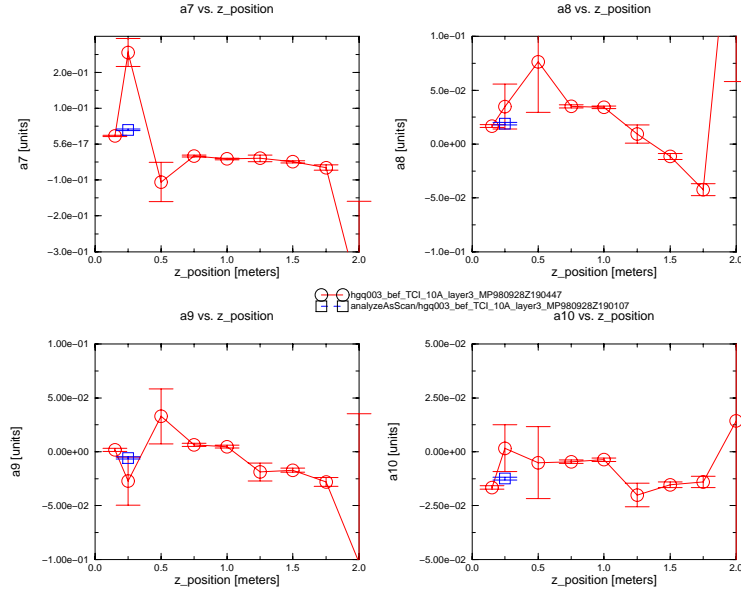 a7 vs. z_position
2.0e−01
1.0e−01
5.6e−17
−1.0e−01
−2.0e−01
−3.0e−01
a7 [units]
0.0 0.5 1.0 1.5 2.0
z_position [meters]
a8 vs. z_position
1.0e−01
5.0e−02
0.0e+00
−5.0e−02
−1.0e−01
a8 [units]
0.0 0.5 1.0 1.5 2.0
z_position [meters]
hgq003_bef_TCI_10A_layer3_MP980928Z190447
analyzeAsScan/hgq003_bef_TCI_10A_layer3_MP980928Z190107
a9 vs. z_position
1.00e−01
5.00e−02
0.00e+00
−5.00e−02
−1.00e−01
a9 [units]
0.0 0.5 1.0 1.5 2.0
z_position [meters]
a10 vs. z_position
5.00e−02
2.50e−02
0.00e+00
−2.50e−02
−5.00e−02
a10 [units]
0.0 0.5 1.0 1.5 2.0
z_position [meters]